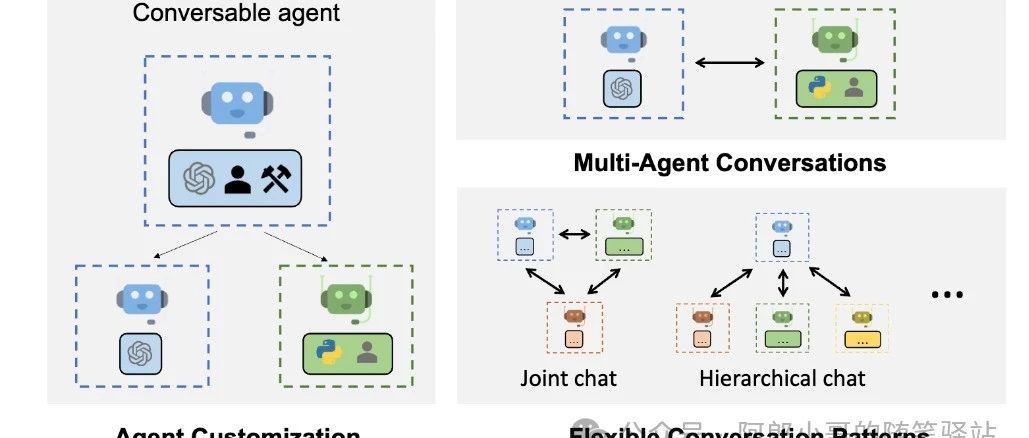 Conversable agent
Multi-Agent Conversations
...
...
...
...
...
...
...
...
Joint chat
Hierarchical chat
Agent Customization
Flexible Conversation Patterns
公众号 · 阿郎小哥的随笔驿站